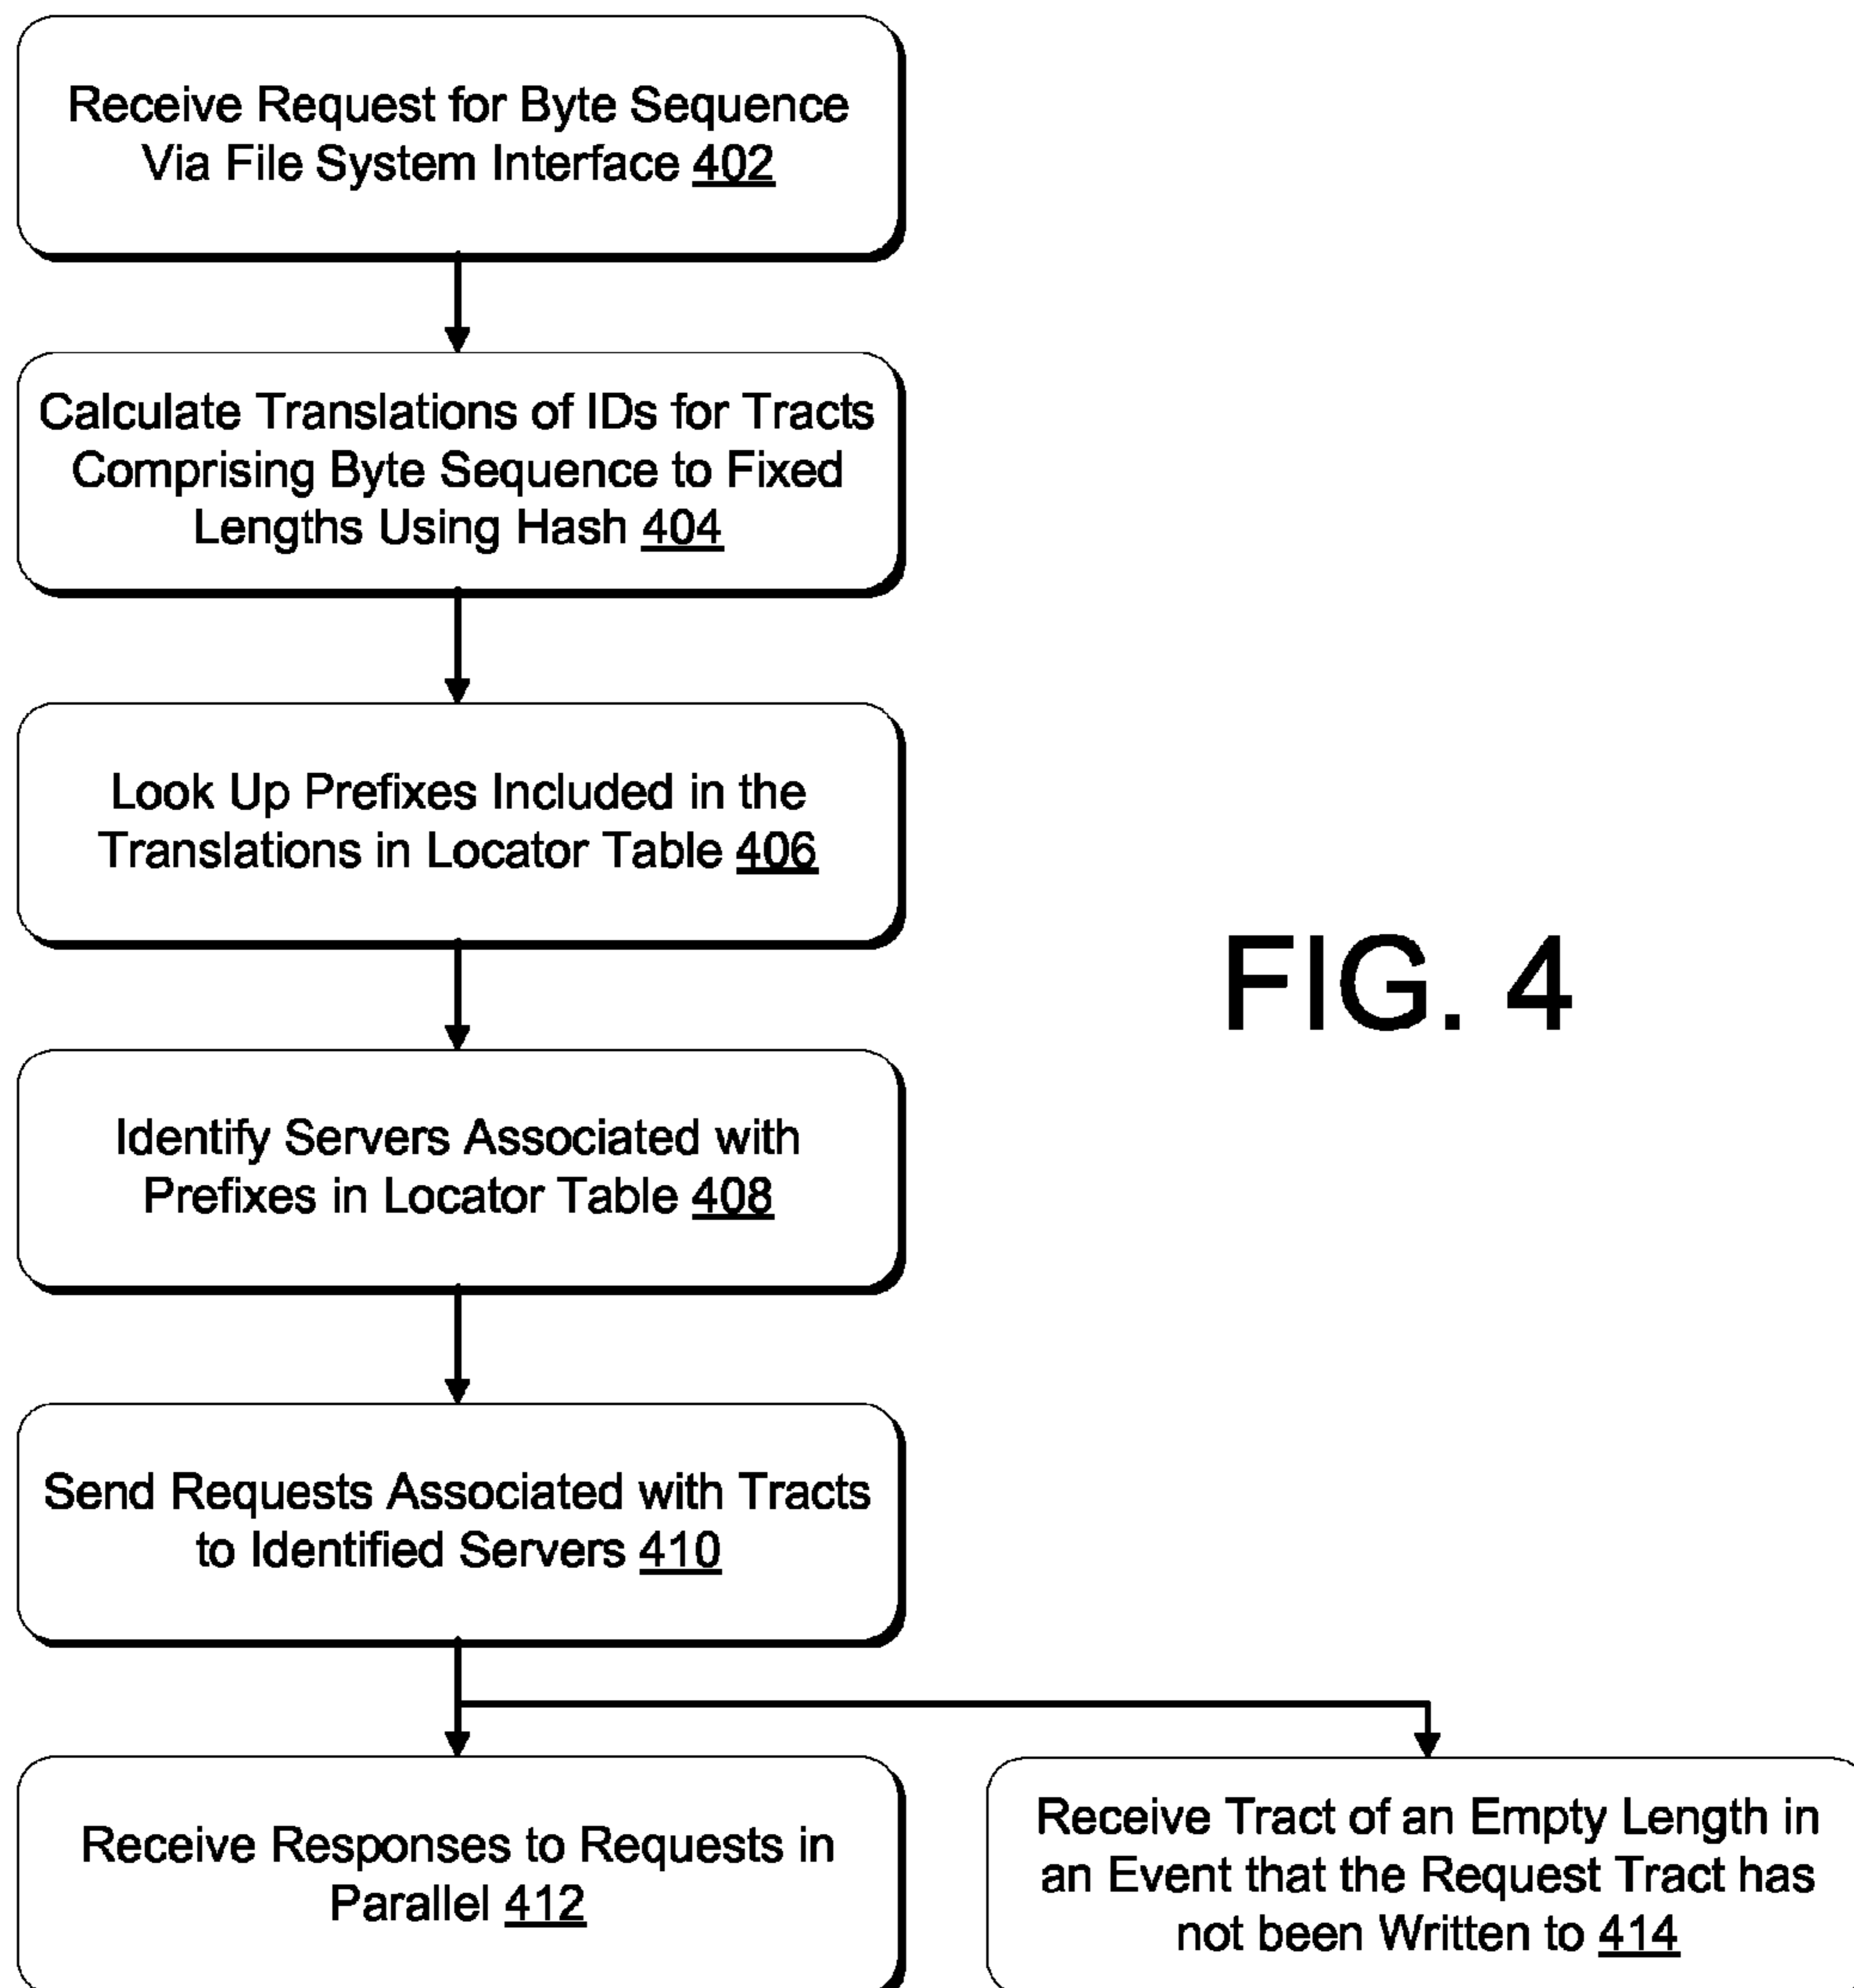 Receive Request for Byte Sequence
Via File System Interface 402
Calculate Translations of IDs for Tracts
Comprising Byte Sequence to Fixed
Lengths Using Hash 404
Look Up Prefixes Included in the
Translations in Locator Table 406
Identify Servers Associated with
Prefixes in Locator Table 408
Send Requests Associated with Tracts
to Identified Servers 410
Receive Responses to Requests in
Parallel 412
Receive Tract of an Empty Length in
an Event that the Request Tract has
not been Written to 414
FIG. 4